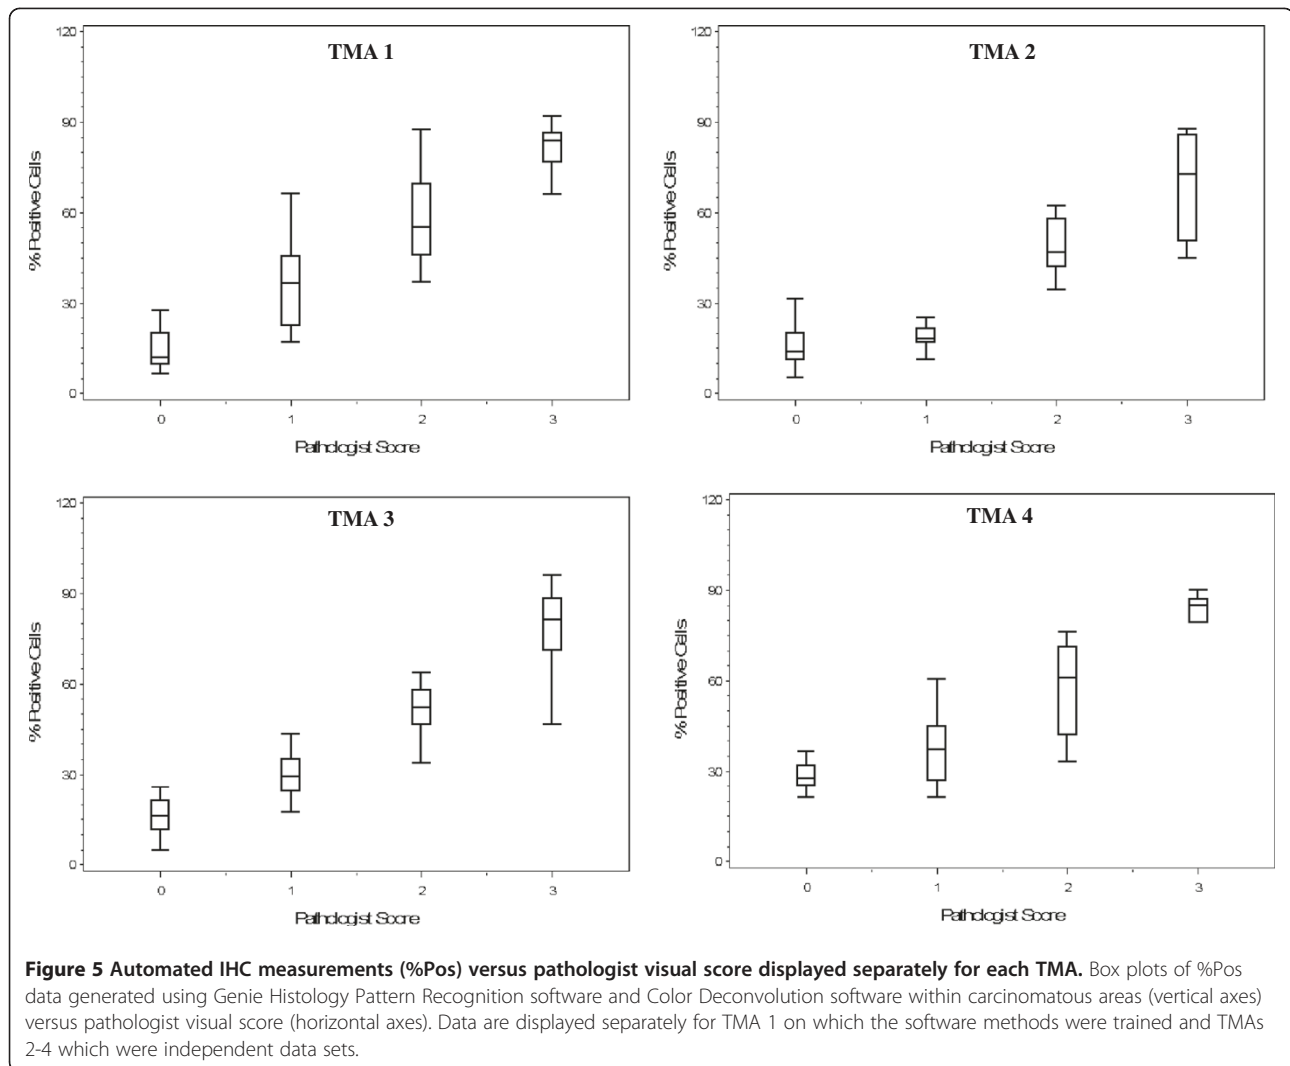 TMA 1
120
90
60
30
0
% Positive Cells
0 1 2 3
Pathologist Score
TMA 2
120
90
60
30
0
% Positive Cells
0 1 2 3
Pathologist Score
TMA 3
120
90
60
30
0
% Positive Cells
0 1 2 3
Pathologist Score
TMA 4
120
90
60
30
0
% Positive Cells
0 1 2 3
Pathologist Score
Figure 5 Automated IHC measurements (%Pos) versus pathologist visual score displayed separately for each TMA. Box plots of %Pos
data generated using Genie Histology Pattern Recognition software and Color Deconvolution software within carcinomatous areas (vertical axes)
versus pathologist visual score (horizontal axes). Data are displayed separately for TMA 1 on which the software methods were trained and TMAs
2-4 which were independent data sets.